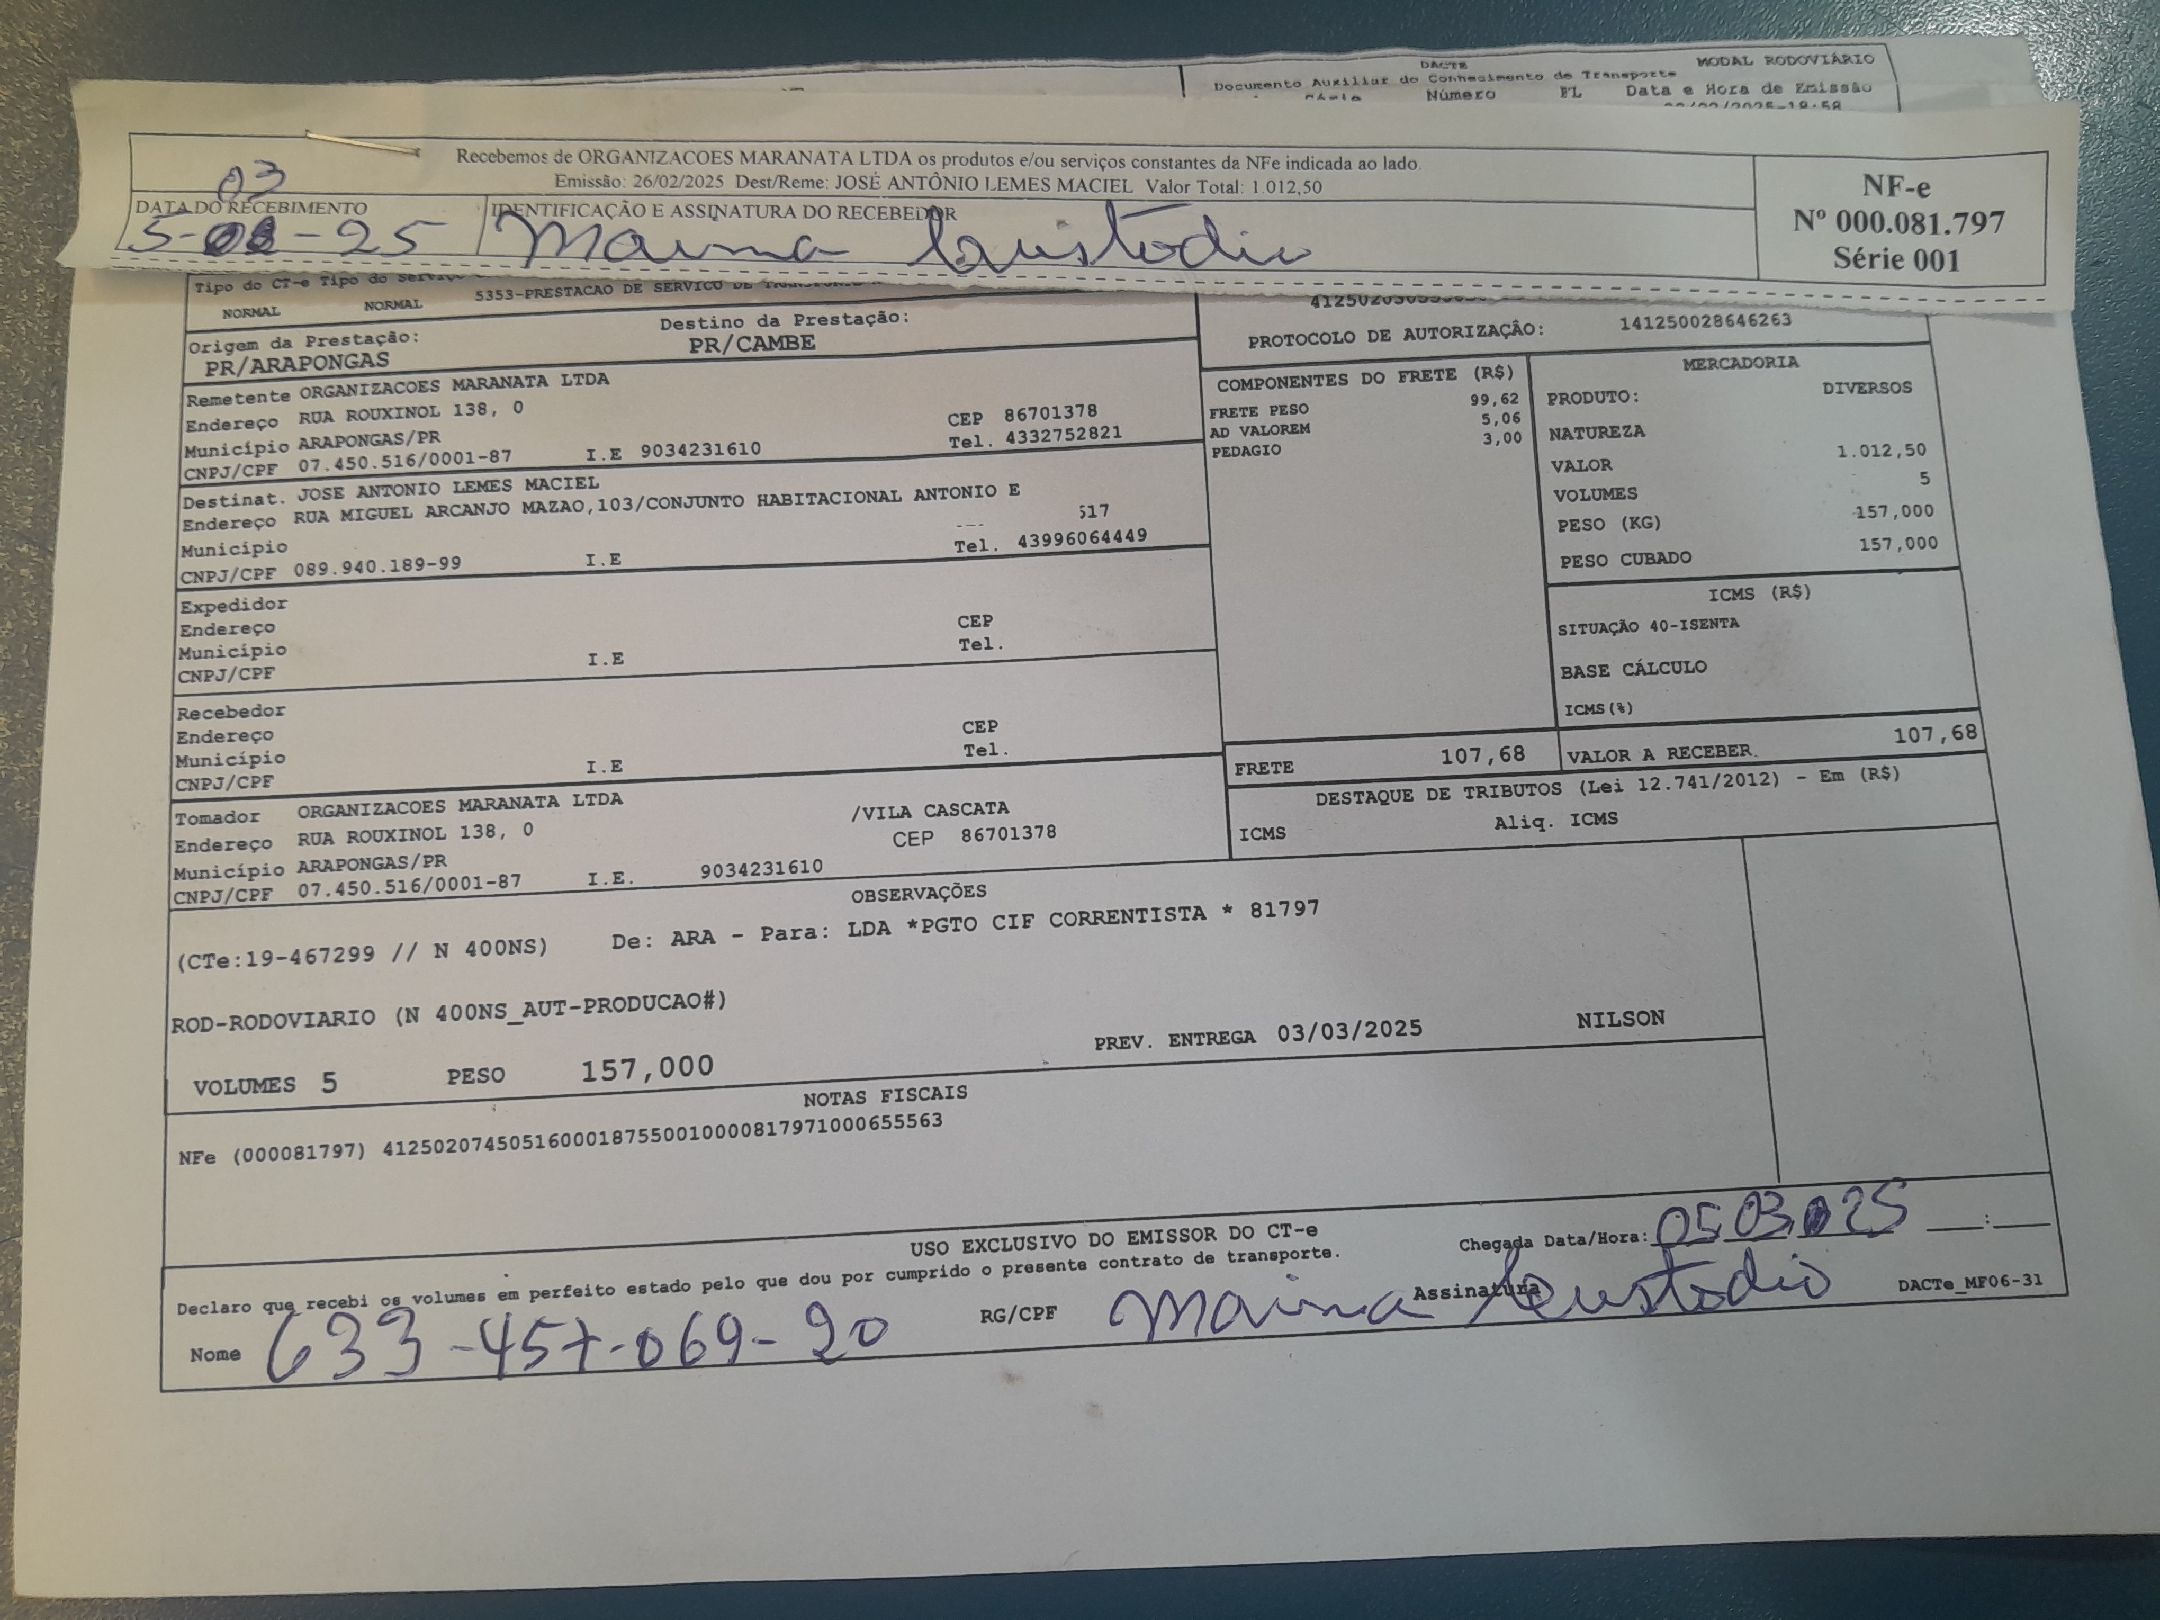 DACTE
MODAL RODOVIÁRIO
Documento Auxiliar do Conhecimento de Transporte
Número FL Data e Hora de Emissão
Recebemos de ORGANIZACOES MARANATA LTDA os produtos e/ou serviços constantes da NFe indicada ao lado.
Emissão: 26/02/2025 Dest/Reme: JOSÉ ANTÔNIO LEMES MACIEL Valor Total: 1.012,50
03
DATA DO RECEBIMENTO IDENTIFICAÇÃO E ASSINATURA DO RECEBEDOR
5- -25 Custodio
NF-e
Nº 000.081.797
Série 001
Tipo do CT-e Tipo do Serviço
NORMAL NORMAL 5353-PRESTACAO DE SERVICO DE
Origem da Prestação: Destino da Prestação:
PR/ARAPONGAS PR/CAMBE
PROTOCOLO DE AUTORIZAÇÃO: 141250028646263
Remetente ORGANIZACOES MARANATA LTDA
Endereço RUA ROUXINOL 138, 0 CEP 86701378
Município ARAPONGAS/PR Tel. 4332752821
CNPJ/CPF 07.450.516/0001-87 I.E 9034231610
Destinat. JOSE ANTONIO LEMES MACIEL
Endereço RUA MIGUEL ARCANJO MAZAO,103/CONJUNTO HABITACIONAL ANTONIO E
Município 517
CNPJ/CPF 089.940.189-99 I.E Tel. 43996064449
Expedidor
Endereço CEP
Município Tel.
CNPJ/CPF I.E
Recebedor
Endereço CEP
Município Tel.
CNPJ/CPF I.E
Tomador ORGANIZACOES MARANATA LTDA /VILA CASCATA
Endereço RUA ROUXINOL 138, 0 CEP 86701378
Município ARAPONGAS/PR
CNPJ/CPF 07.450.516/0001-87 I.E. 9034231610
COMPONENTES DO FRETE (R$)
FRETE PESO 99,62
AD VALOREM 5,06
PEDAGIO 3,00
MERCADORIA
PRODUTO: DIVERSOS
NATUREZA
VALOR 1.012,50
VOLUMES 5
PESO (KG) 157,000
PESO CUBADO 157,000
ICMS (R$)
SITUAÇÃO 40-ISENTA
BASE CÁLCULO
ICMS(%)
FRETE 107,68 VALOR A RECEBER. 107,68
DESTAQUE DE TRIBUTOS (Lei 12.741/2012) - Em (R$)
ICMS Aliq. ICMS
OBSERVAÇÕES
(CTe:19-467299 // N 400NS) De: ARA - Para: LDA *PGTO CIF CORRENTISTA * 81797
ROD-RODOVIARIO (N 400NS_AUT-PRODUCAO#)
PREV. ENTREGA 03/03/2025 NILSON
VOLUMES 5 PESO 157,000
NOTAS FISCAIS
NFe (000081797) 41250207450516000187550010000817971000655563
USO EXCLUSIVO DO EMISSOR DO CT-e
Declaro que recebi os volumes em perfeito estado pelo que dou por cumprido o presente contrato de transporte.
Chegada Data/Hora: 05 03 25 __:__
Nome 633-457-069-20 RG/CPF Assinatura Custodio
DACTe_MF06-31